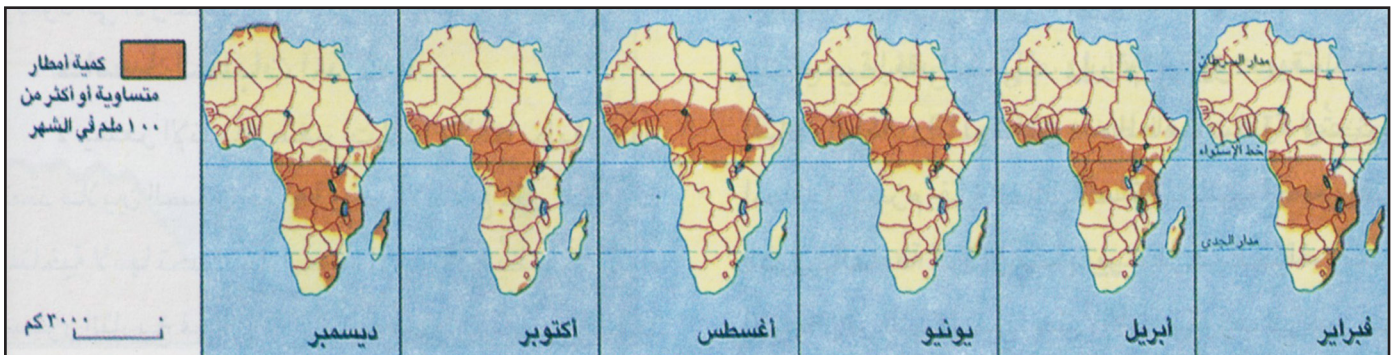 مدار السرطان
خط الإستواء
مدار الجدي
فبراير
أبريل
يونيو
أغسطس
أكتوبر
ديسمبر
كمية أمطار
متساوية أو أكثر من
١٠٠ ملم في الشهر
٣٠٠٠ كم